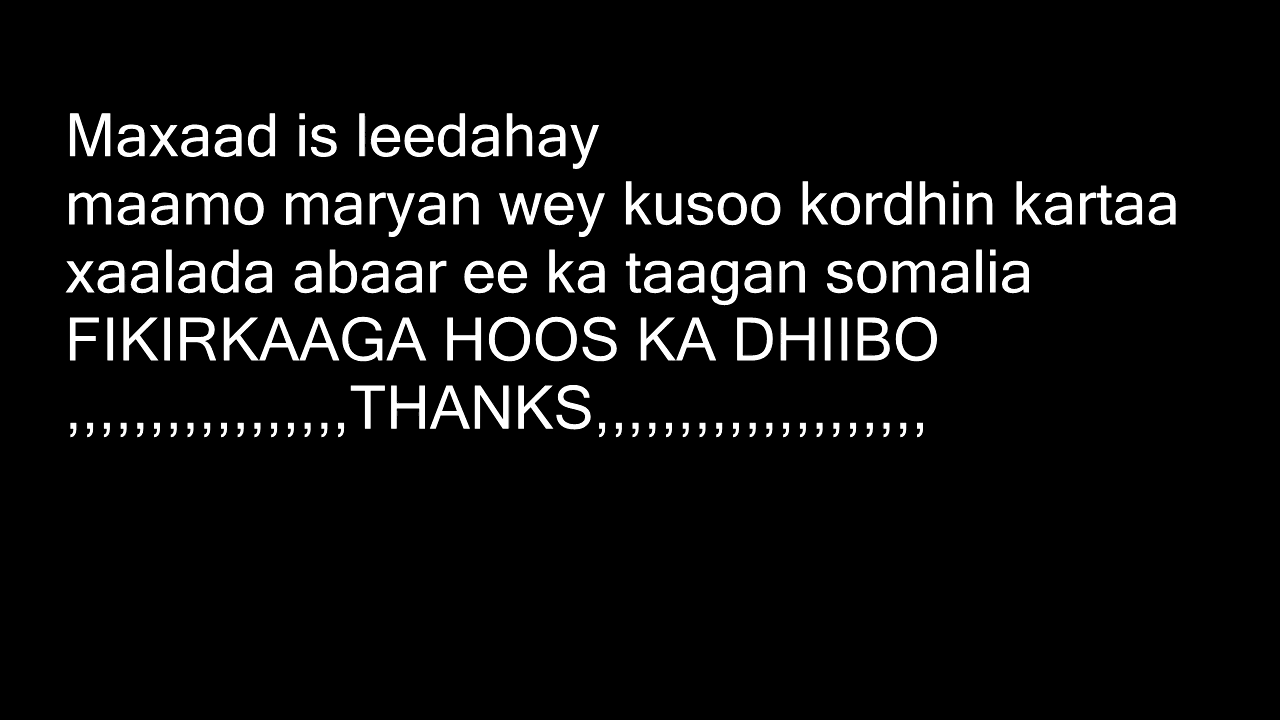 Maxaad is leedahay
maamo maryan wey kusoo kordhin kartaa
xaalada abaar ee ka taagan somalia
FIKIRKAAGA HOOS KA DHIIBO
,,,,,,,,,,,,,,,,,THANKS,,,,,,,,,,,,,,,,,,,,